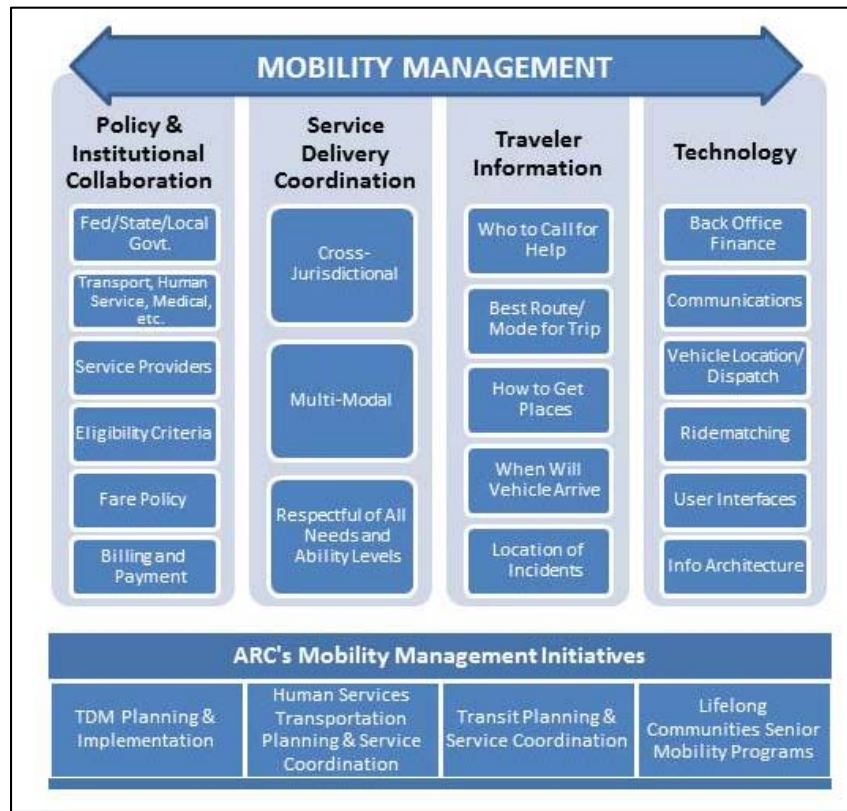 MOBILITY MANAGEMENT
Policy &
Institutional
Collaboration
Fed/State/Local
Govt.
Transport, Human
Service, Medical,
etc.
Service Providers
Eligibility Criteria
Fare Policy
Billing and
Payment
Service
Delivery
Coordination
Cross-
Jurisdictional
Multi-Modal
Respectful of All
Needs and
Ability Levels
Traveler
Information
Who to Call for
Help
Best Route/
Mode for Trip
How to Get
Places
When Will
Vehicle Arrive
Location of
Incidents
Technology
Back Office
Finance
Communications
Vehicle Location/
Dispatch
Ridematching
User Interfaces
Info Architecture
ARC's Mobility Management Initiatives
TDM Planning &
Implementation
Human Services
Transportation
Planning & Service
Coordination
Transit Planning &
Service Coordination
Lifelong
Communities Senior
Mobility Programs